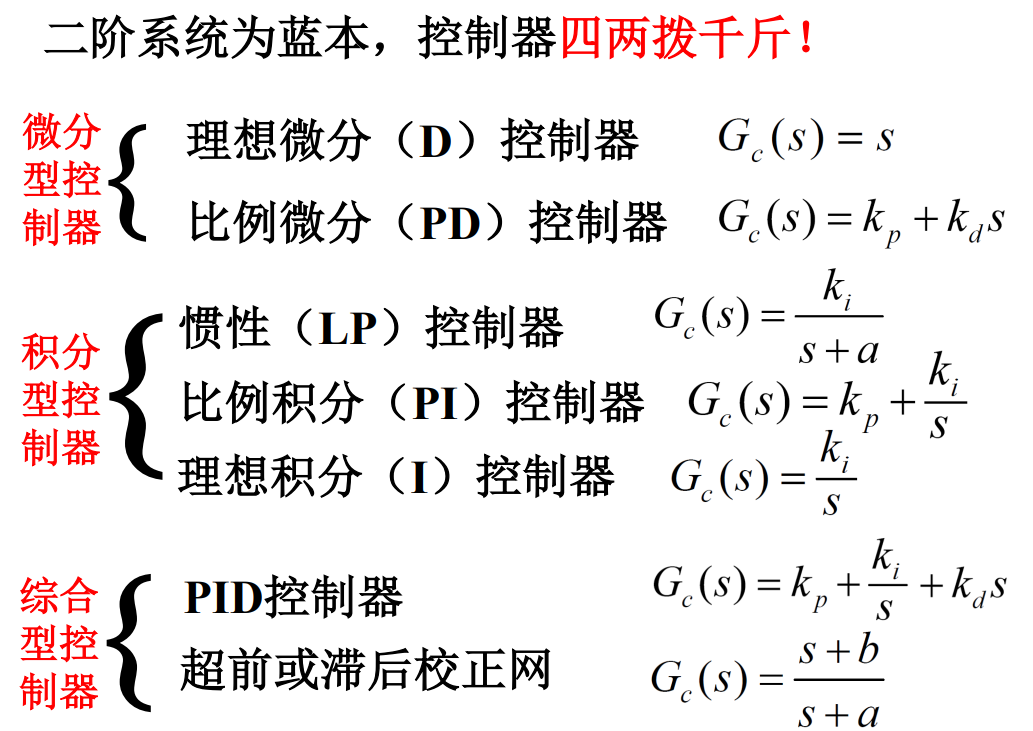 二阶系统为蓝本，控制器四两拨千斤！
微分型控制器
理想微分（D）控制器 G_c(s) = s
比例微分（PD）控制器 G_c(s) = k_p + k_d s
积分型控制器
惯性（LP）控制器 G_c(s) = \frac{k_i}{s + a}
比例积分（PI）控制器 G_c(s) = k_p + \frac{k_i}{s}
理想积分（I）控制器 G_c(s) = \frac{k_i}{s}
综合型控制器
PID控制器 G_c(s) = k_p + \frac{k_i}{s} + k_d s
超前或滞后校正网 G_c(s) = \frac{s + b}{s + a}